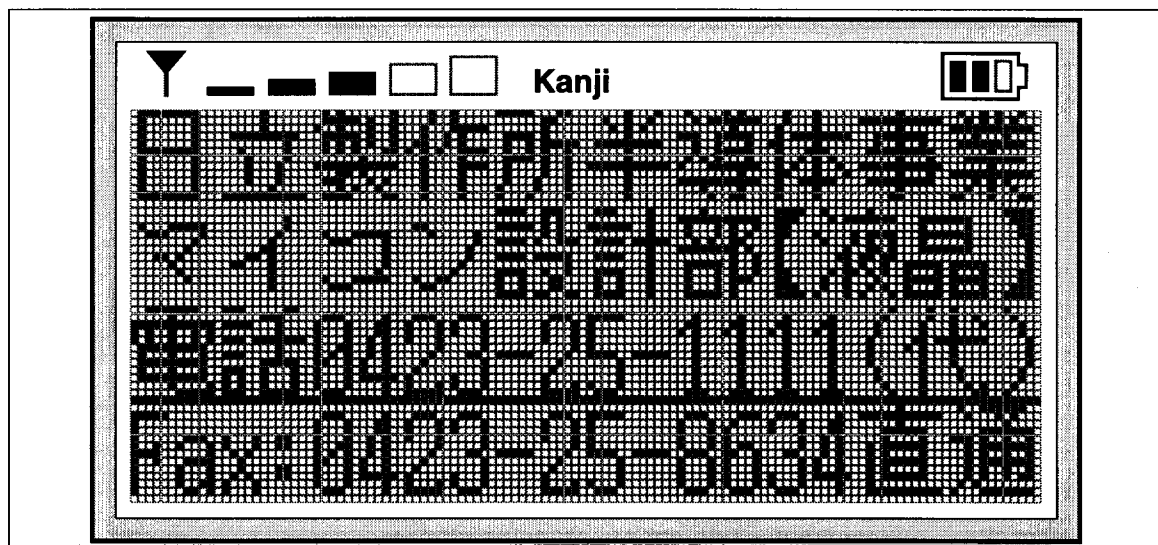 Kanji
日立製作所半導体事業
マイコン設計部【液晶】
電話0423-25-1111(代)
Fax:0423-25-8634直通